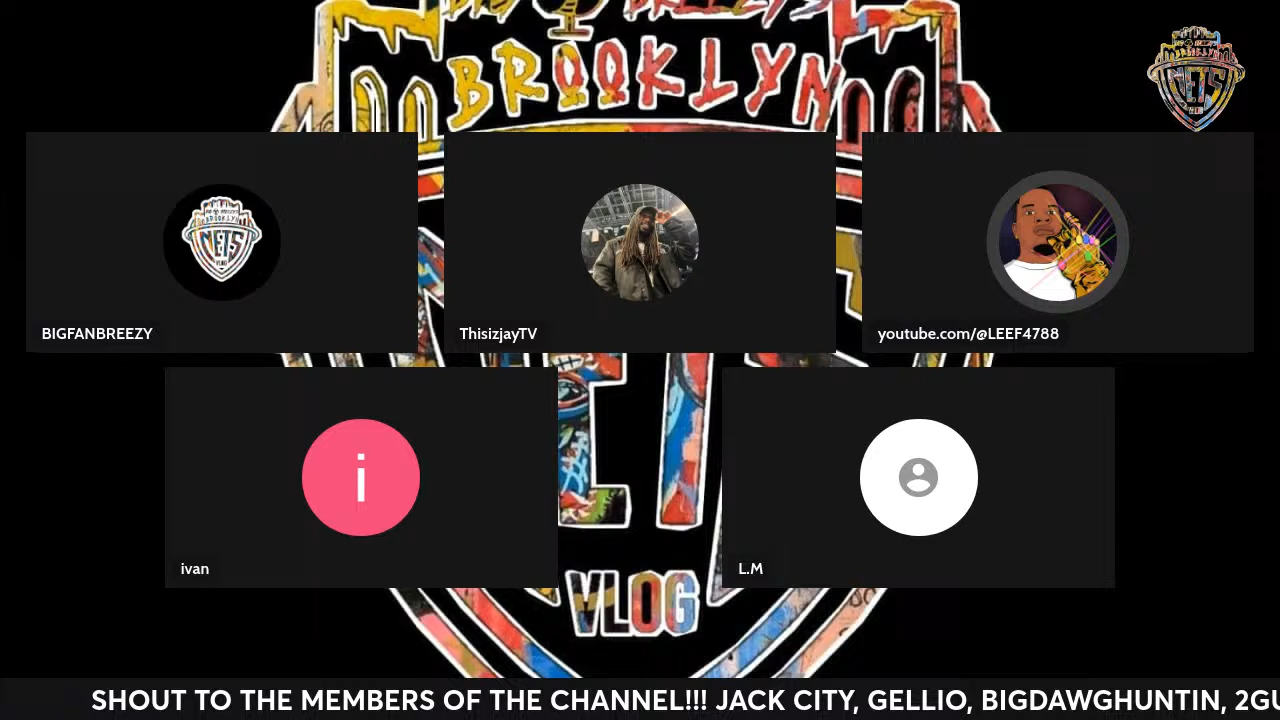 BROOKLYN
BIGFANBREEZY
ThisizjayTV
youtube.com/@LEEF4788
NETS
i
ivan
L.M
VLOG
SHOUT TO THE MEMBERS OF THE CHANNEL!!! JACK CITY, GELLIO, BIGDAWGHUNTIN,